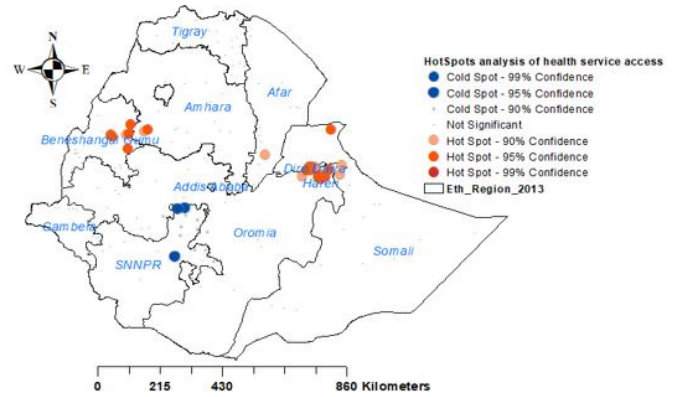 Tigray
N
W E
S
HotSpots analysis of health service access
Cold Spot - 99% Confidence
Cold Spot - 95% Confidence
Cold Spot - 90% Confidence
Not Significant
Hot Spot - 90% Confidence
Hot Spot - 95% Confidence
Hot Spot - 99% Confidence
Eth_Region_2013
Afar
Amhara
Beneshangul Gumu
Dire Dawa
Hareri
Addis Ababa
Gambela
Oromia
Somali
SNNPR
0 215 430 860 Kilometers